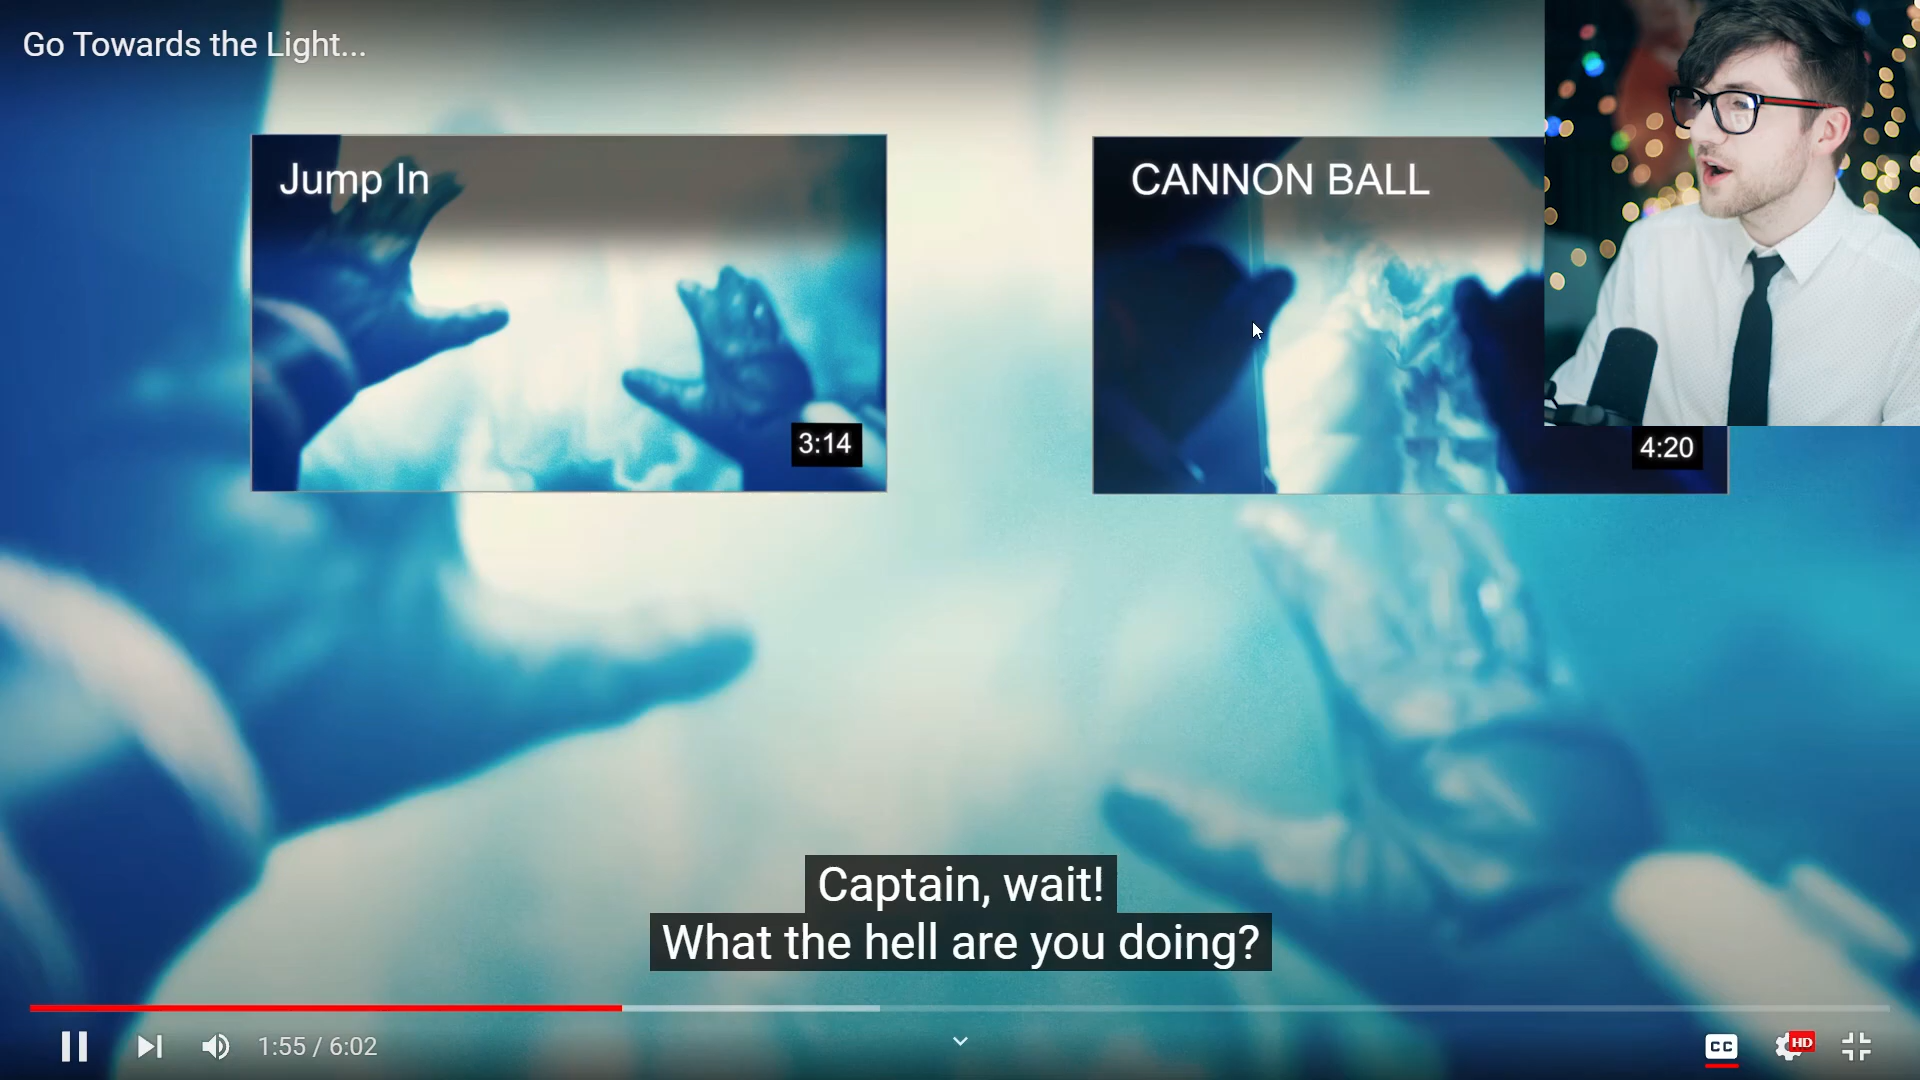 Go Towards the Light...
Jump In
3:14
CANNON BALL
4:20
Captain, wait!
What the hell are you doing?
1:55 / 6:02
CC
HD